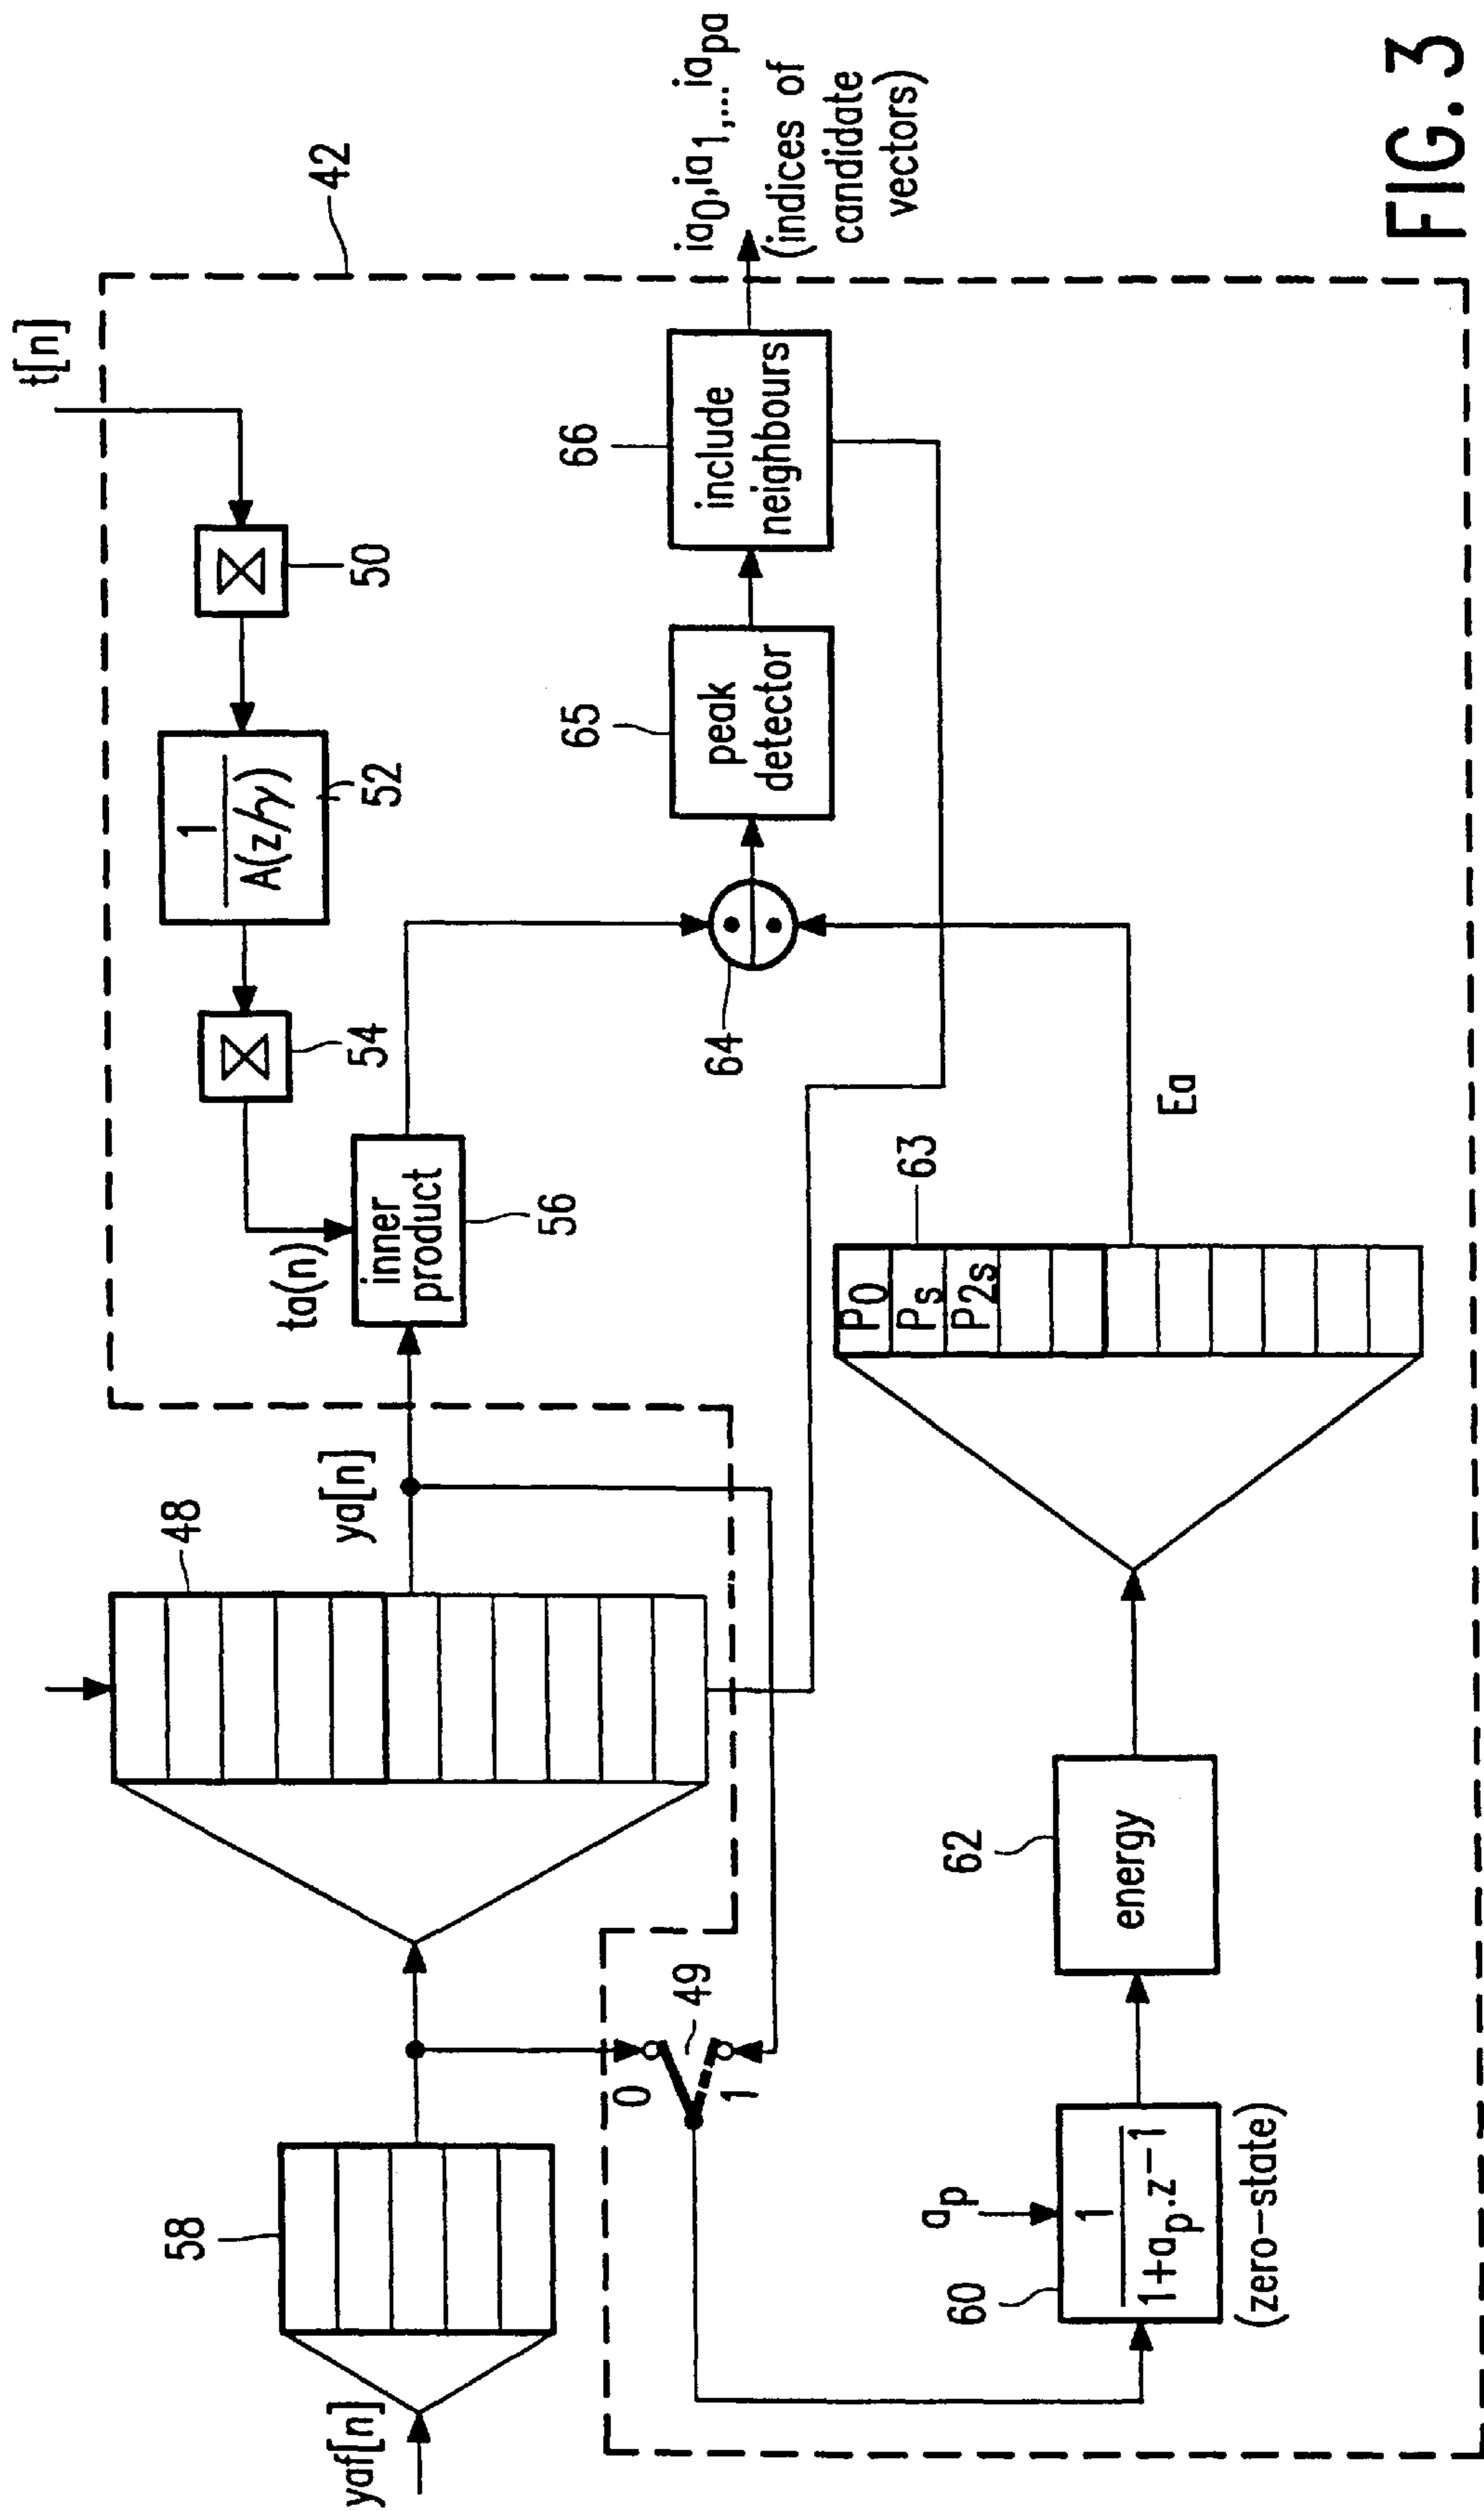 t[n]
42
50
1
A(z/γ)
52
54
ta(n)
inner
product
56
48
ya[n]
58
yaf[n]
ia0,ia1,...iapa
(indices of
candidate
vectors)
66
include
neighbours
65
peak
detector
64
0
49
1
63
P0
Ps
P2s
Ea
62
energy
ap
60
1
1+ap.z−1
(zero−state)
FIG. 3